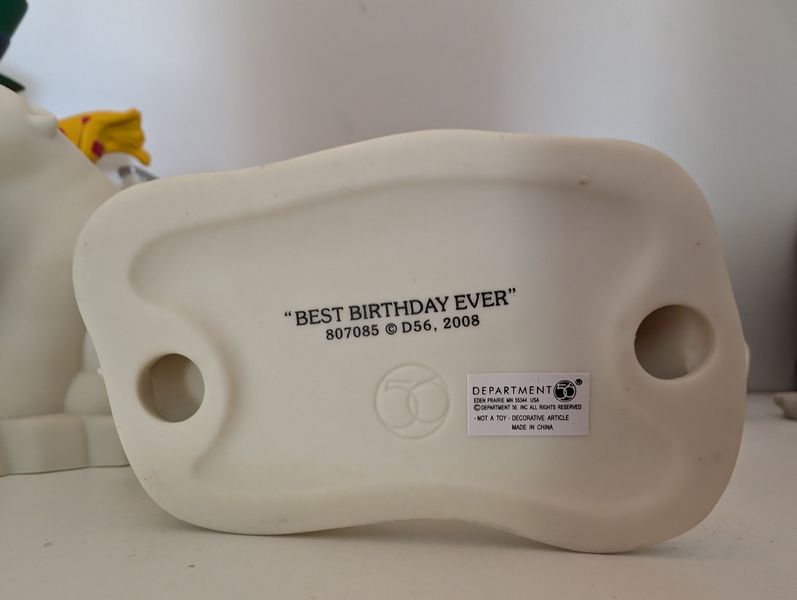 “BEST BIRTHDAY EVER”
807085 © D56, 2008
56
DEPARTMENT 56®
EDEN PRAIRIE MN 55344 USA
©DEPARTMENT 56. INC ALL RIGHTS RESERVED
· NOT A TOY · DECORATIVE ARTICLE
MADE IN CHINA